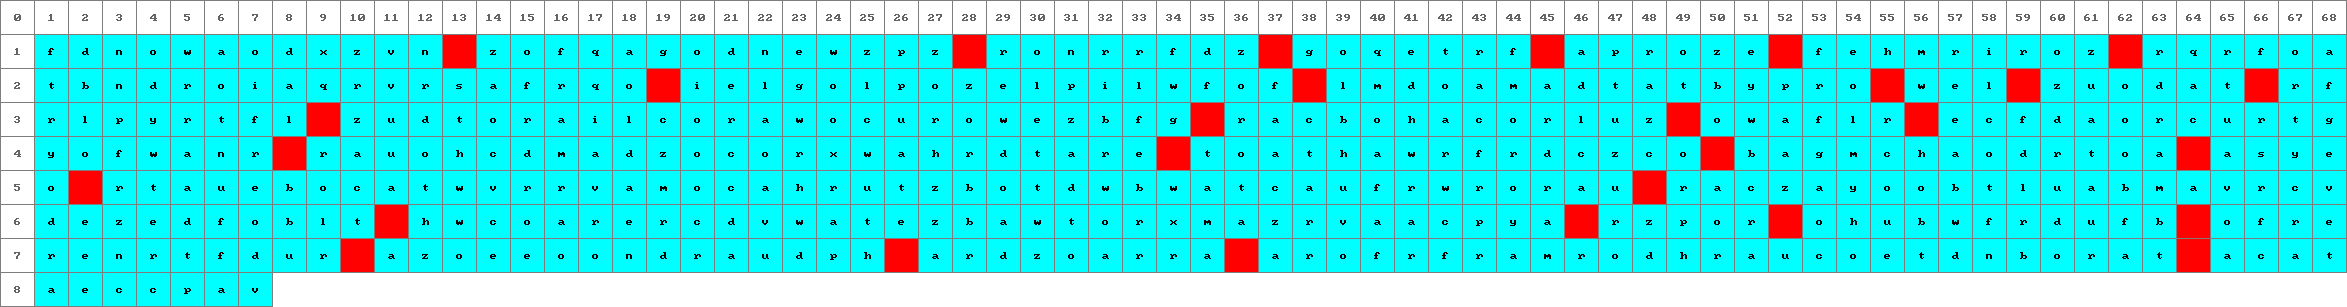 0 1 2 3 4 5 6 7 8 9 10 11 12 13 14 15 16 17 18 19 20 21 22 23 24 25 26 27 28 29 30 31 32 33 34 35 36 37 38 39 40 41 42 43 44 45 46 47 48 49 50 51 52 53 54 55 56 57 58 59 60 61 62 63 64 65 66 67 68
1 f d n o w a o d x z v n z o f q a g o d n e w z p z r o n r r f d z g o q e t r f a p r o z e f e h m r i r o z r q r f o a
2 t b n d r o i a q r v r s a f r q o i e l g o l p o z e l p i l w f o f l m d o a m a d t a t b y p r o w e l z u o d a t r f
3 r l p y r t f l z u d t o r a i l c o r a w o c u r o w e z b f g r a c b o h a c o r l u z o w a f l r e c f d a o r c u r t g
4 y o f w a n r r a u o h c d m a d z o c o r x w a h r d t a r e t o a t h a w r f r d c z c o b a g m c h a o d r t o a a s y e
5 o r t a u e b o c a t w v r r v a m o c a h r u t z b o t d w b w a t c a u f r w r o r a u r a c z a y o o b t l u a b m a v r c v
6 d e z e d f o b l t h w c o a r e r c d v w a t e z b a w t o r x m a z r v a a c p y a r z p o r o h u b w f r d u f b o f r e
7 r e n r t f d u r a z o e e o o n d r a u d p h a r d z o a r r a a r o f r f r a m r o d h r a u c o e t d n b o r a t a c a t
8 a e c c p a v